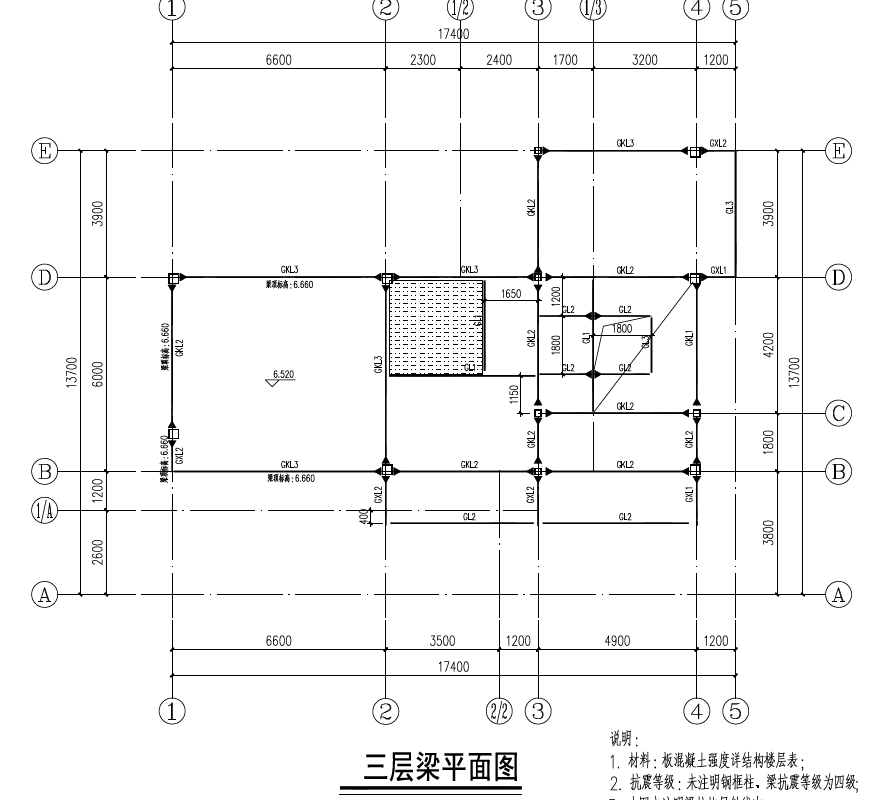 1 2 1/2 3 1/3 4 5
17400
6600 2300 2400 1700 3200 1200
E GKL3 GXL2 E
3900 GKL2 GL3 3900
D GKL3 GKL3 GKL2 GXL1 D
梁顶标高:6.660
1650 1200
GL2 GL2
梁顶标高:6.660 GKL2 GKL3 GL1 GKL2 1800 GL1 1800 GL3 GKL1 4200
13700 6000 13700
GL1 GL2 GL2
6.520
1150
GKL2 C
梁顶标高:6.660 GXL2 GKL2 GKL2 1800
B GKL3 GKL2 GKL2 B
梁顶标高:6.660
1200 GXL2 GXL2 GXL1
1/A 400 GL2 GL2 3800
2600
A A
6600 3500 1200 4900 1200
17400
1 2 2/2 3 4 5
三层梁平面图
说明:
1. 材料:板混凝土强度详结构楼层表;
2. 抗震等级:未注明钢框柱、梁抗震等级为四级;